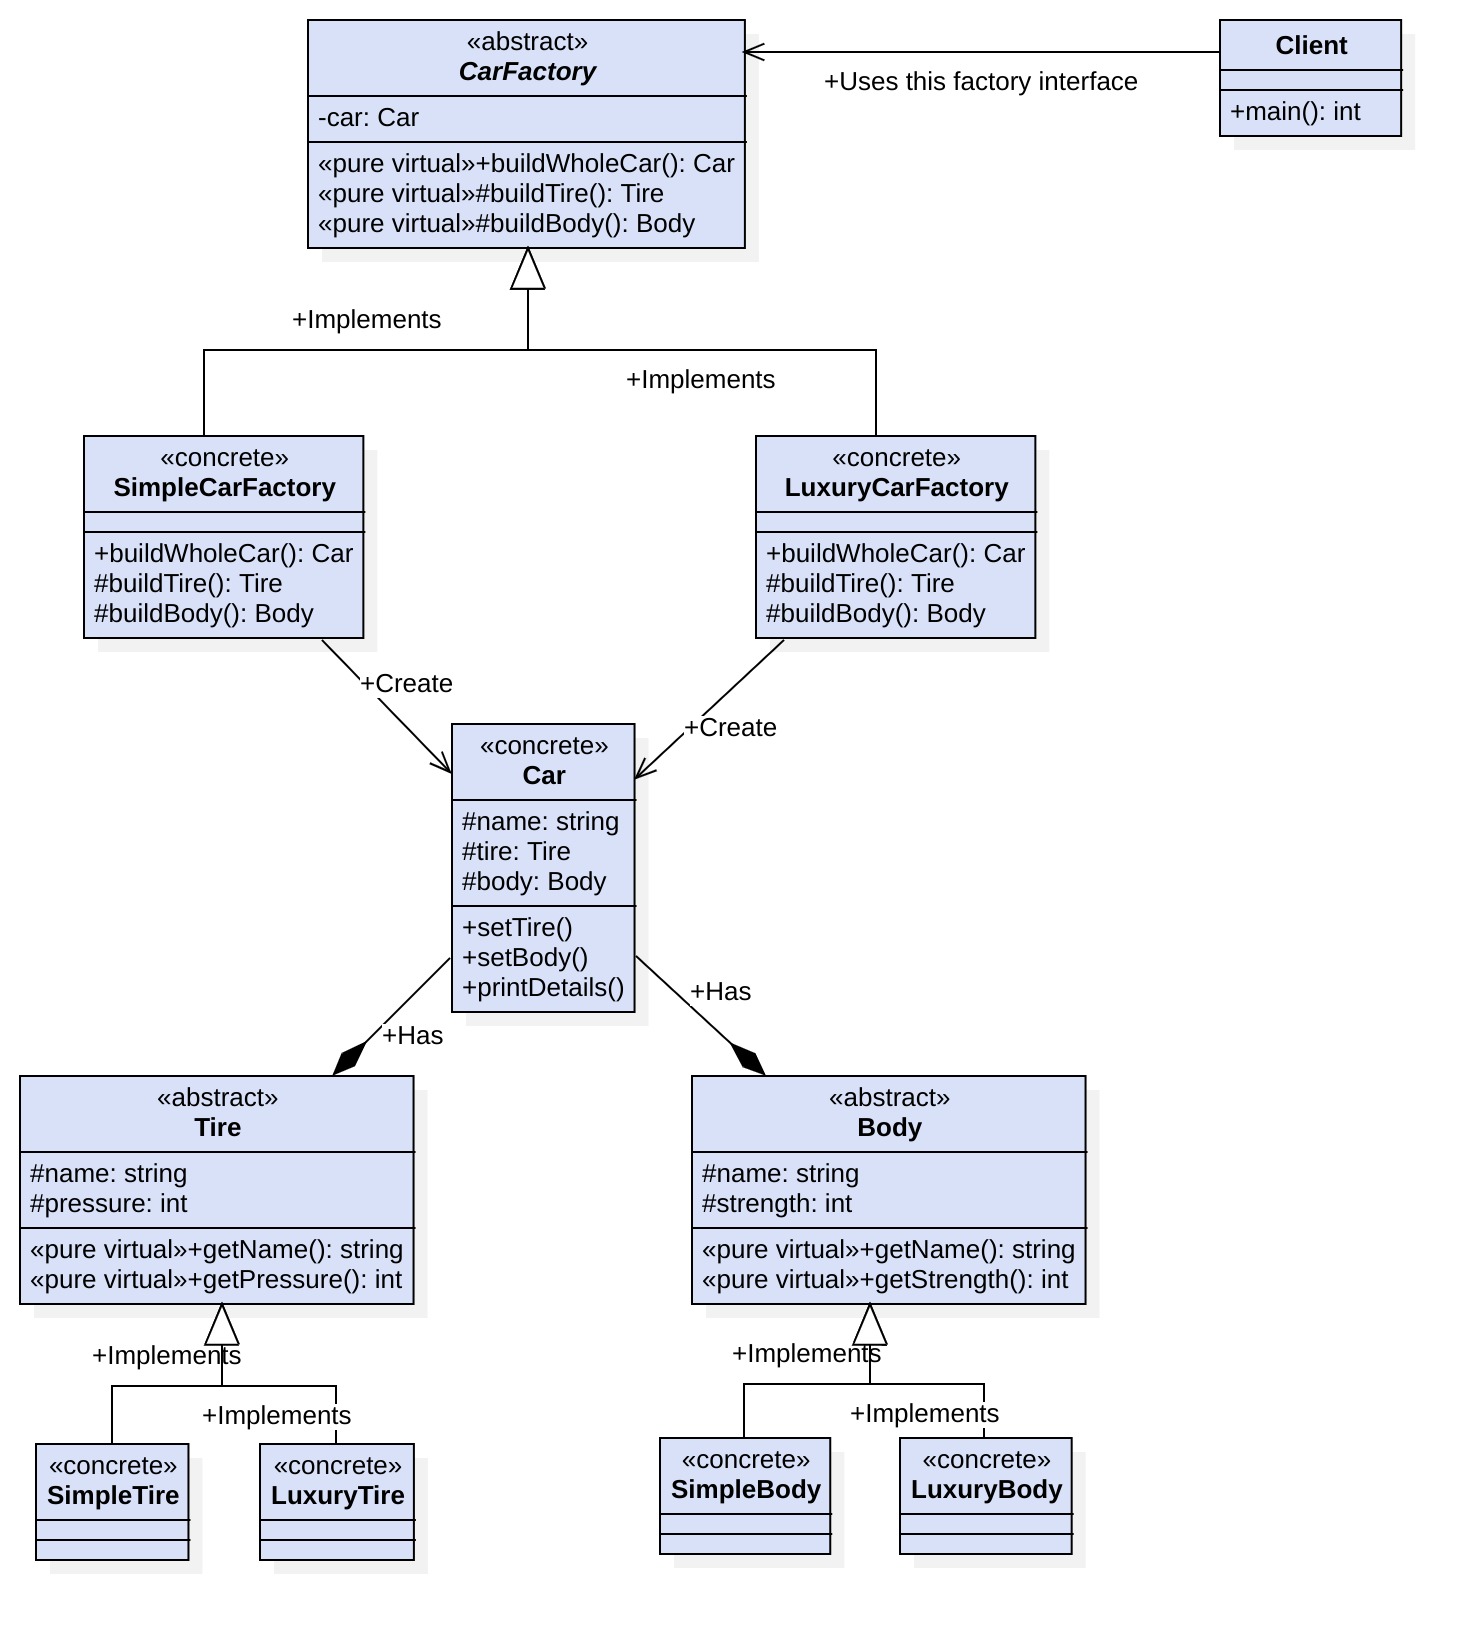 «abstract»
CarFactory
-car: Car
«pure virtual»+buildWholeCar(): Car
«pure virtual»#buildTire(): Tire
«pure virtual»#buildBody(): Body
Client
+main(): int
+Uses this factory interface
+Implements
+Implements
«concrete»
SimpleCarFactory
+buildWholeCar(): Car
#buildTire(): Tire
#buildBody(): Body
«concrete»
LuxuryCarFactory
+buildWholeCar(): Car
#buildTire(): Tire
#buildBody(): Body
+Create
+Create
«concrete»
Car
#name: string
#tire: Tire
#body: Body
+setTire()
+setBody()
+printDetails()
+Has
+Has
«abstract»
Tire
#name: string
#pressure: int
«pure virtual»+getName(): string
«pure virtual»+getPressure(): int
«abstract»
Body
#name: string
#strength: int
«pure virtual»+getName(): string
«pure virtual»+getStrength(): int
+Implements
+Implements
+Implements
+Implements
«concrete»
SimpleTire
«concrete»
LuxuryTire
«concrete»
SimpleBody
«concrete»
LuxuryBody